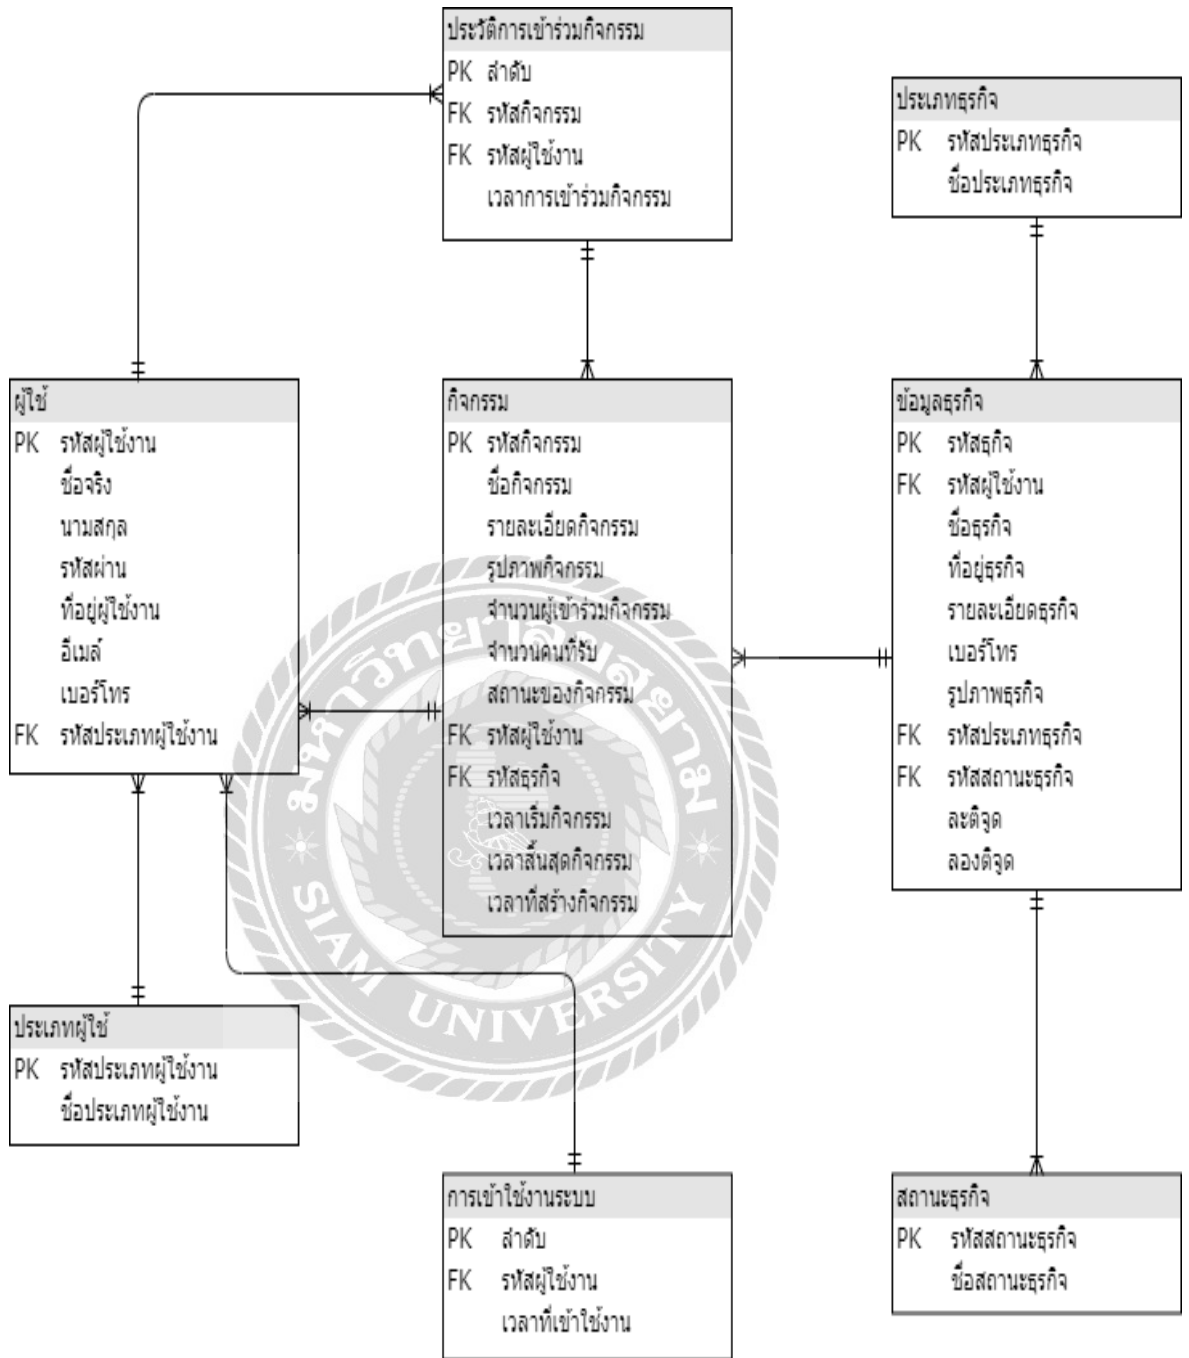 ประวัติการเข้าร่วมกิจกรรม
PK ลำดับ
FK รหัสกิจกรรม
FK รหัสผู้ใช้งาน
เวลาการเข้าร่วมกิจกรรม
ประเภทธุรกิจ
PK รหัสประเภทธุรกิจ
ชื่อประเภทธุรกิจ
ผู้ใช้
PK รหัสผู้ใช้งาน
ชื่อจริง
นามสกุล
รหัสผ่าน
ที่อยู่ผู้ใช้งาน
อีเมล์
เบอร์โทร
FK รหัสประเภทผู้ใช้งาน
กิจกรรม
PK รหัสกิจกรรม
ชื่อกิจกรรม
รายละเอียดกิจกรรม
รูปภาพกิจกรรม
จำนวนผู้เข้าร่วมกิจกรรม
จำนวนคนที่รับ
สถานะของกิจกรรม
FK รหัสผู้ใช้งาน
FK รหัสธุรกิจ
เวลาเริ่มกิจกรรม
เวลาสิ้นสุดกิจกรรม
เวลาที่สร้างกิจกรรม
ข้อมูลธุรกิจ
PK รหัสธุกิจ
FK รหัสผู้ใช้งาน
ชื่อธุรกิจ
ที่อยู่ธุรกิจ
รายละเอียดธุรกิจ
เบอร์โทร
รูปภาพธุรกิจ
FK รหัสประเภทธุรกิจ
FK รหัสสถานะธุรกิจ
ละติจูด
ลองติจูด
มหาวิทยาลัยสยาม
SIAM UNIVERSITY
ประเภทผู้ใช้
PK รหัสประเภทผู้ใช้งาน
ชื่อประเภทผู้ใช้งาน
การเข้าใช้งานระบบ
PK ลำดับ
FK รหัสผู้ใช้งาน
เวลาที่เข้าใช้งาน
สถานะธุรกิจ
PK รหัสสถานะธุรกิจ
ชื่อสถานะธุรกิจ